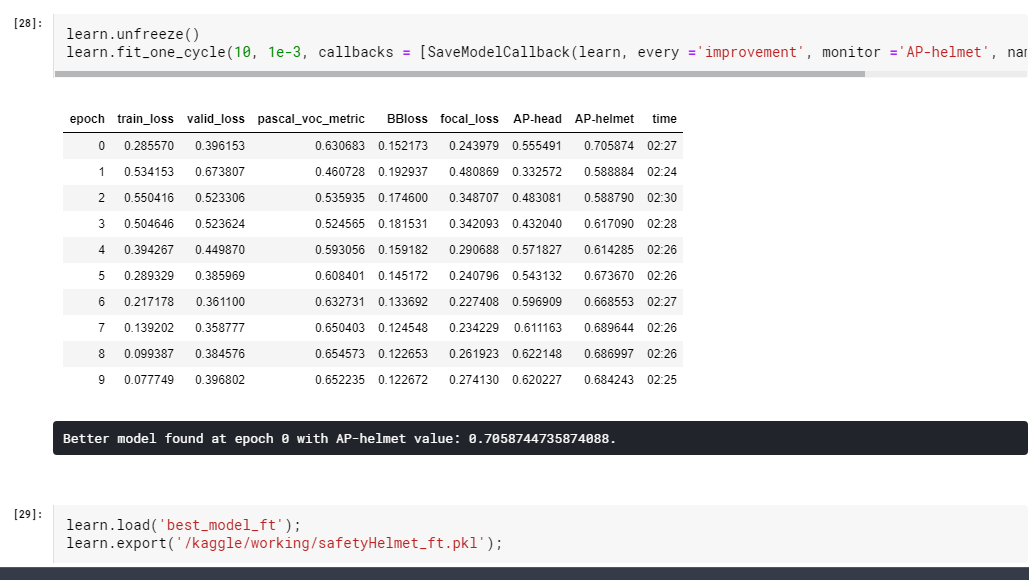 [28]:
learn.unfreeze()
learn.fit_one_cycle(10, 1e-3, callbacks = [SaveModelCallback(learn, every ='improvement', monitor ='AP-helmet', nam
epoch train_loss valid_loss pascal_voc_metric BBloss focal_loss AP-head AP-helmet time
0 0.285570 0.396153 0.630683 0.152173 0.243979 0.555491 0.705874 02:27
1 0.534153 0.673807 0.460728 0.192937 0.480869 0.332572 0.588884 02:24
2 0.550416 0.523306 0.535935 0.174600 0.348707 0.483081 0.588790 02:30
3 0.504646 0.523624 0.524565 0.181531 0.342093 0.432040 0.617090 02:28
4 0.394267 0.449870 0.593056 0.159182 0.290688 0.571827 0.614285 02:26
5 0.289329 0.385969 0.608401 0.145172 0.240796 0.543132 0.673670 02:26
6 0.217178 0.361100 0.632731 0.133692 0.227408 0.596909 0.668553 02:27
7 0.139202 0.358777 0.650403 0.124548 0.234229 0.611163 0.689644 02:26
8 0.099387 0.384576 0.654573 0.122653 0.261923 0.622148 0.686997 02:26
9 0.077749 0.396802 0.652235 0.122672 0.274130 0.620227 0.684243 02:25
Better model found at epoch 0 with AP-helmet value: 0.7058744735874088.
[29]:
learn.load('best_model_ft');
learn.export('/kaggle/working/safetyHelmet_ft.pkl');